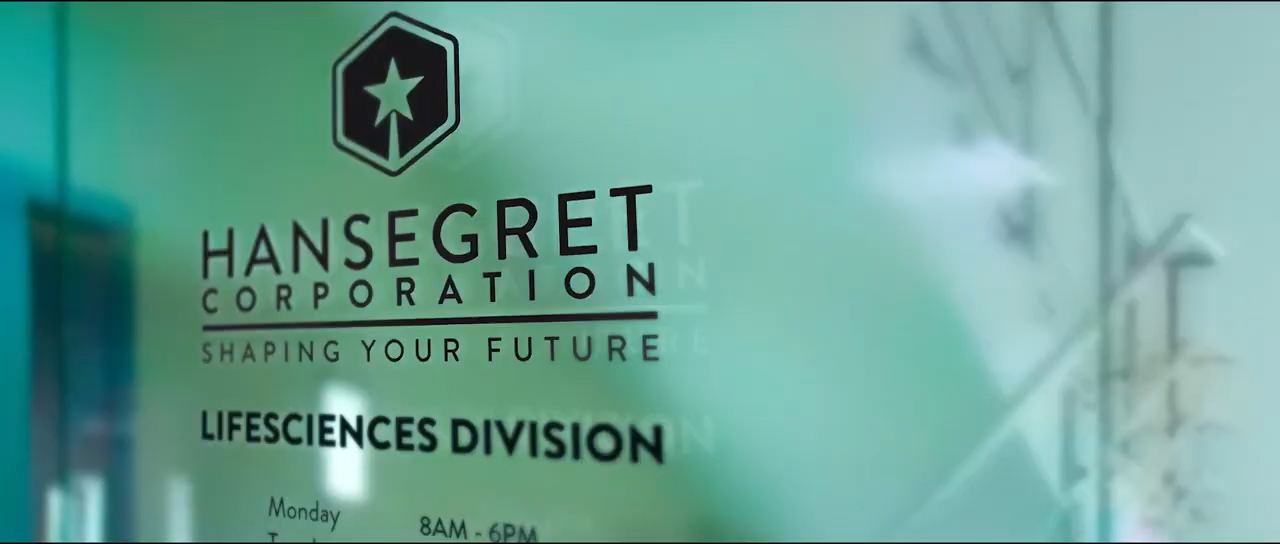 HANSEGRET
CORPORATION
SHAPING YOUR FUTURE
LIFESCIENCES DIVISION
Monday 8AM - 6PM